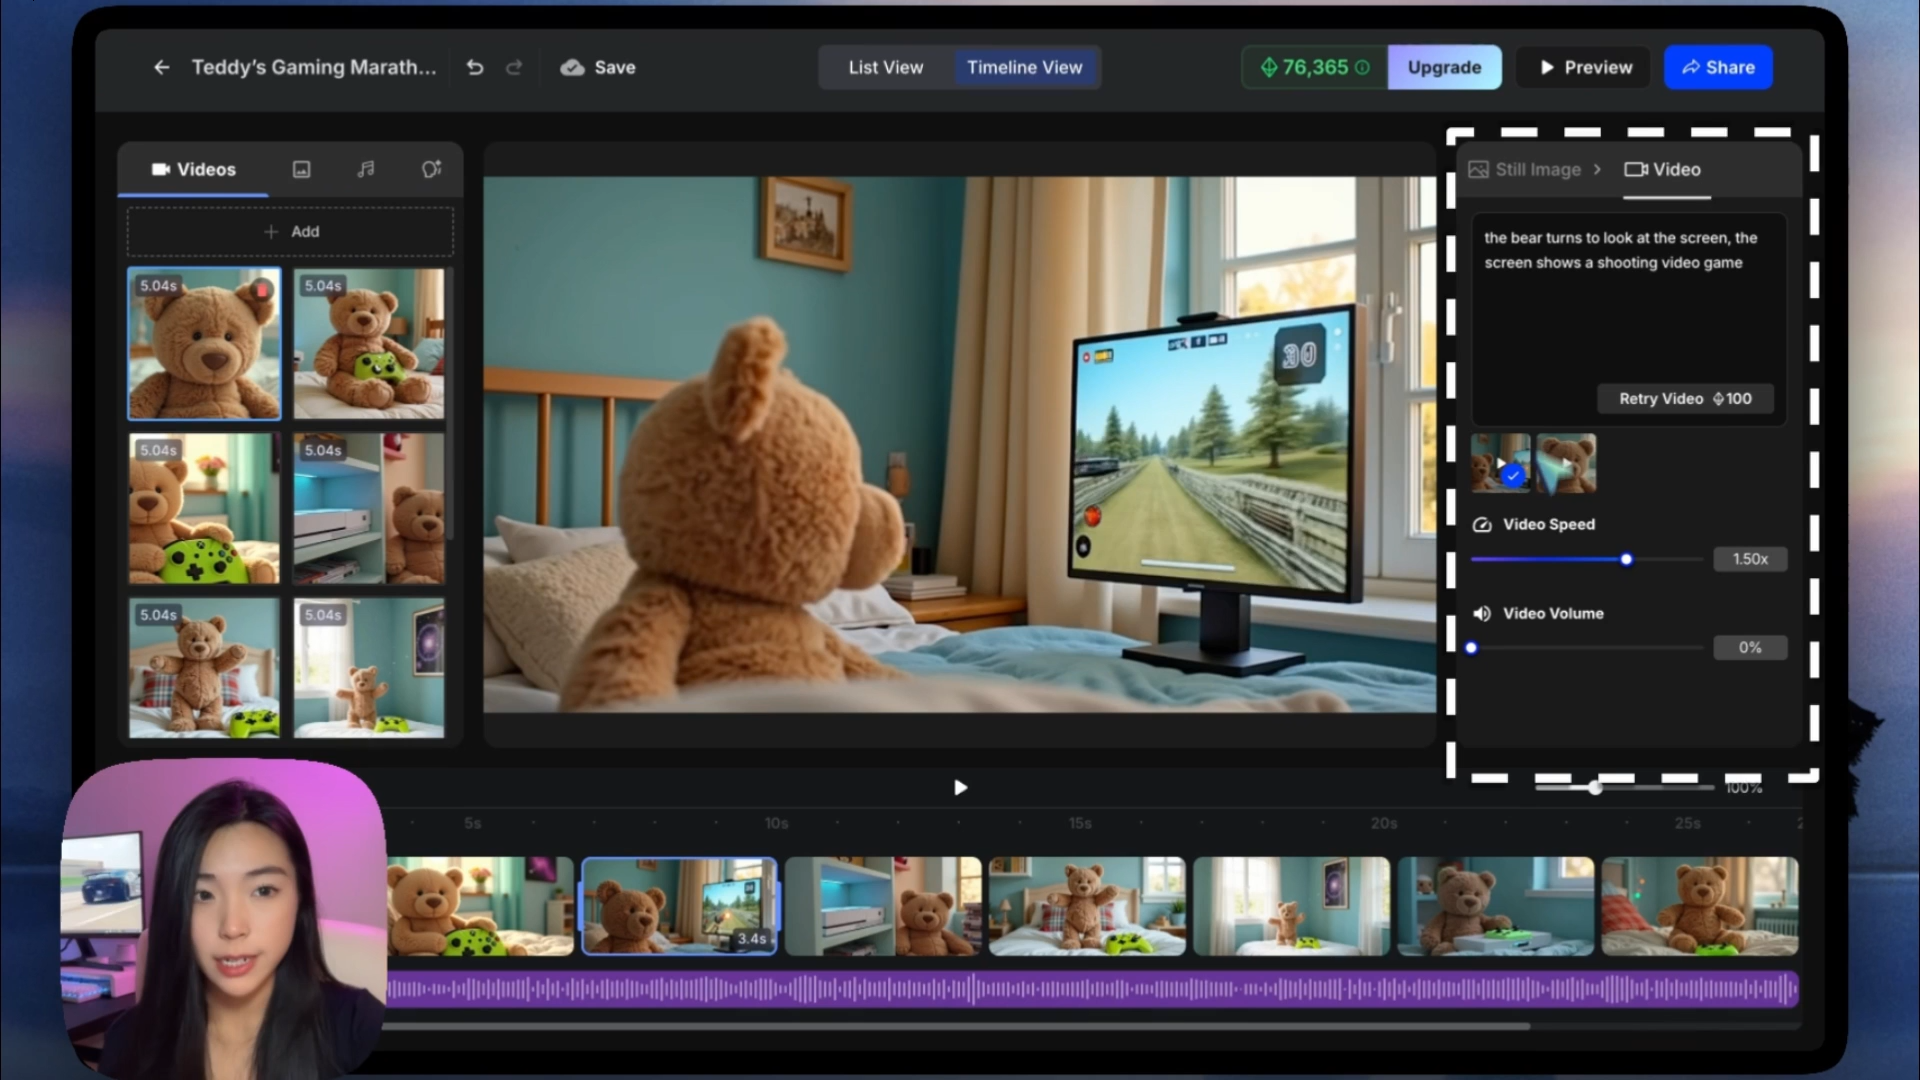 Teddy's Gaming Marath...
Save
List View
Timeline View
76,365
Upgrade
Preview
Share
Videos
Add
5.04s
5.04s
5.04s
5.04s
5.04s
5.04s
30
Still Image
Video
the bear turns to look at the screen, the
screen shows a shooting video game
Retry Video 100
Video Speed
1.50x
Video Volume
0%
100%
5s
10s
15s
20s
25s
3.4s